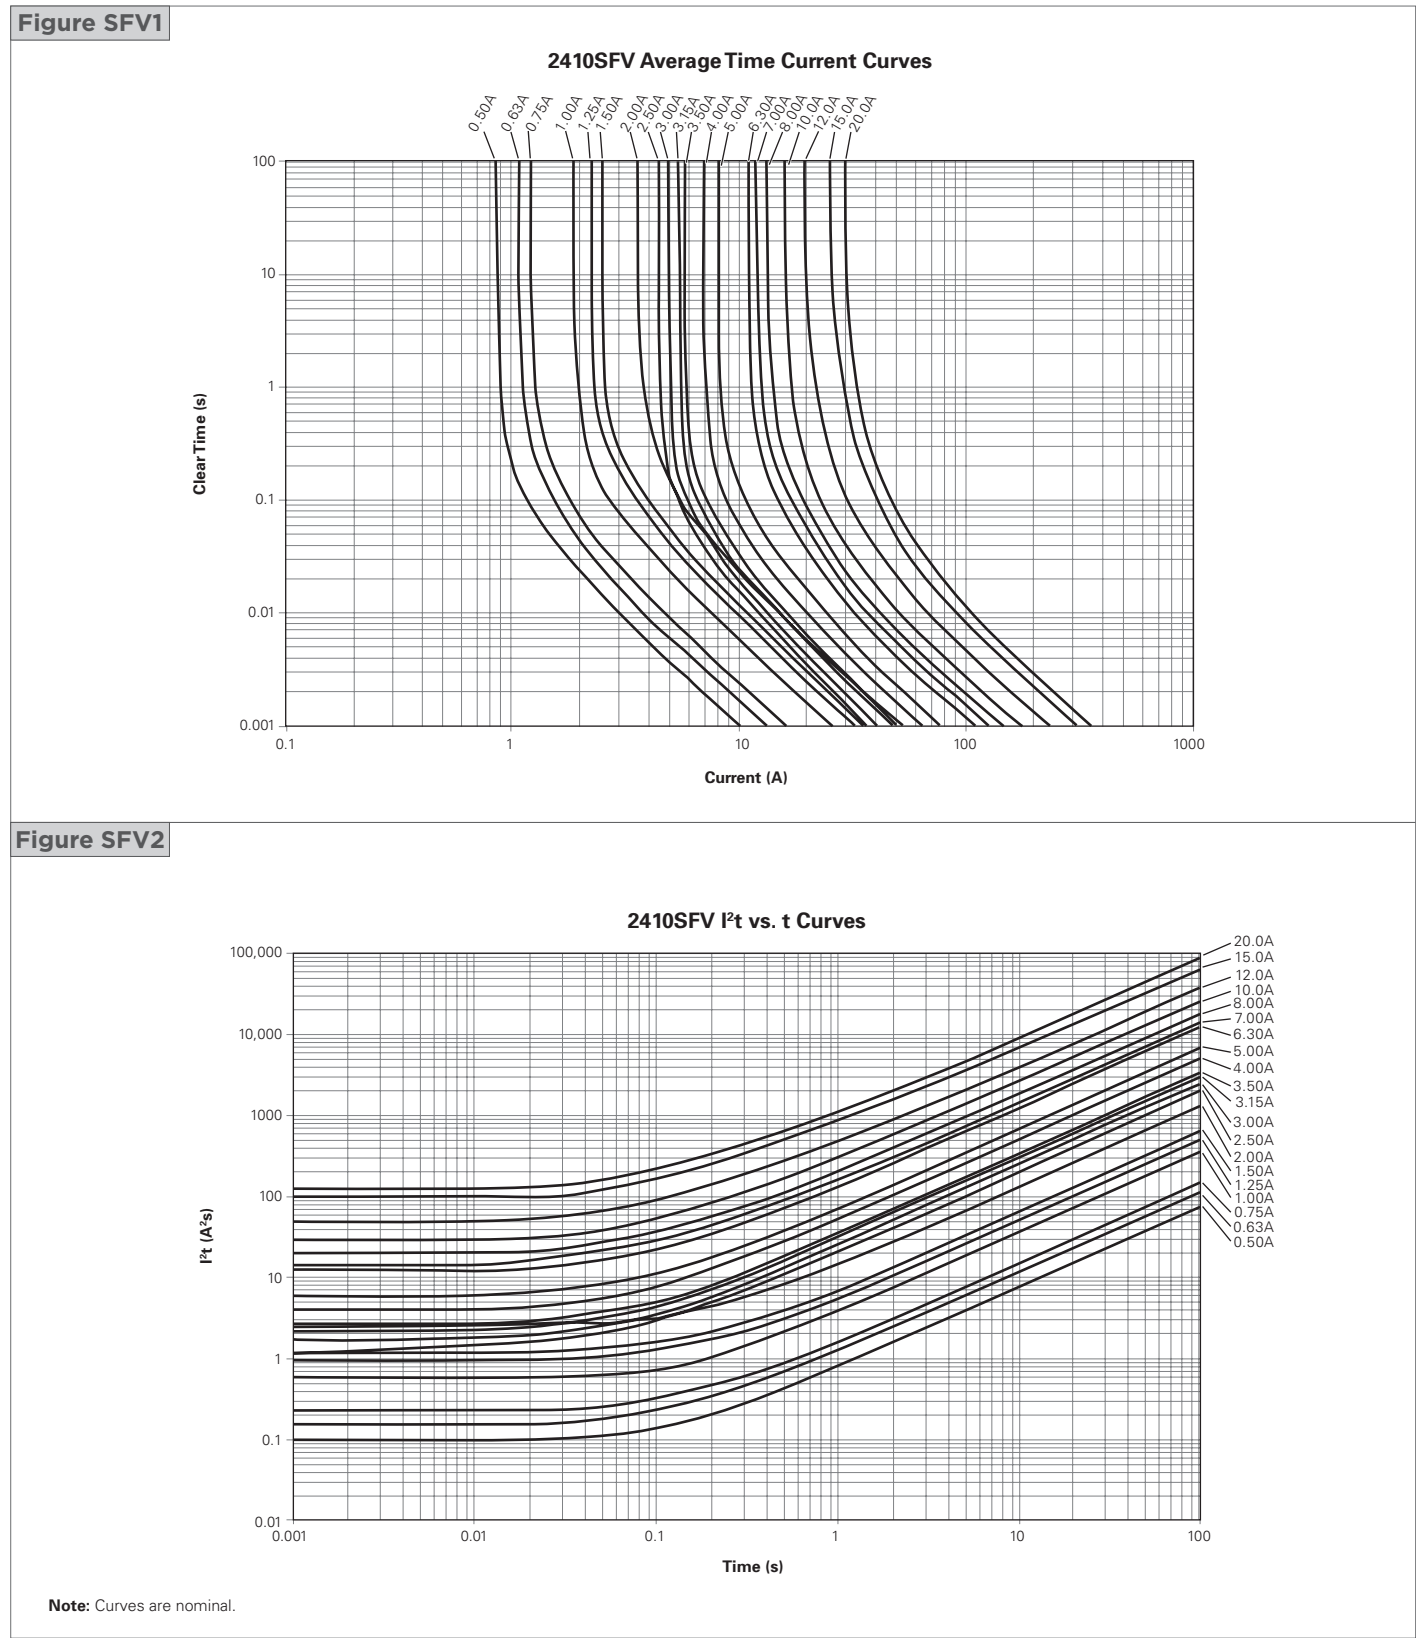 Figure SFV1
2410SFV Average Time Current Curves
0.50A
0.63A
0.75A
1.00A
1.25A
1.50A
2.00A
2.50A
3.00A
3.15A
3.50A
4.00A
5.00A
6.30A
7.00A
8.00A
10.0A
12.0A
15.0A
20.0A
100
10
1
0.1
0.01
0.001
Clear Time (s)
0.1
1
10
100
1000
Current (A)
Figure SFV2
2410SFV I²t vs. t Curves
100,000
10,000
1000
100
10
1
0.1
0.01
I²t (A²s)
20.0A
15.0A
12.0A
10.0A
8.00A
7.00A
6.30A
5.00A
4.00A
3.50A
3.15A
3.00A
2.50A
2.00A
1.50A
1.25A
1.00A
0.75A
0.63A
0.50A
0.001
0.01
0.1
1
10
100
Time (s)
Note: Curves are nominal.